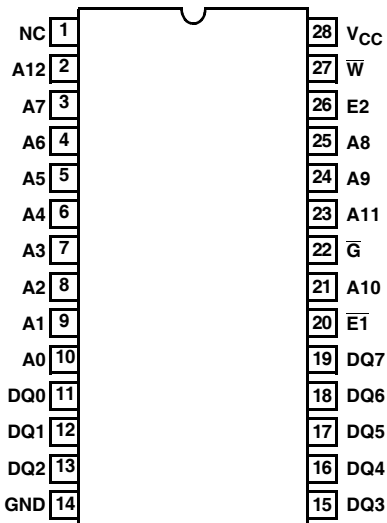 NC 1 28 VCC
A12 2 27 W̅
A7 3 26 E2
A6 4 25 A8
A5 5 24 A9
A4 6 23 A11
A3 7 22 G̅
A2 8 21 A10
A1 9 20 E̅1̅
A0 10 19 DQ7
DQ0 11 18 DQ6
DQ1 12 17 DQ5
DQ2 13 16 DQ4
GND 14 15 DQ3